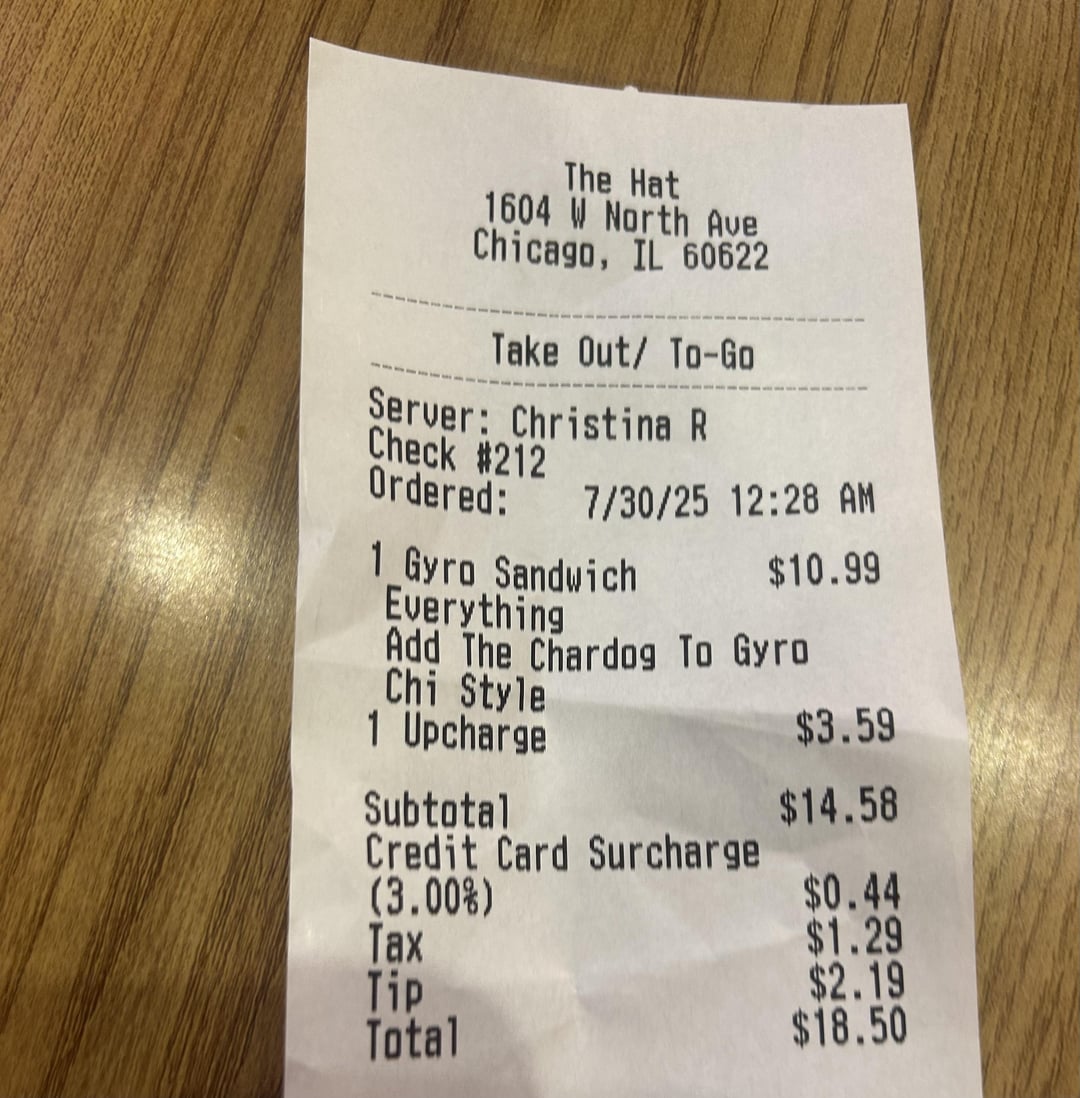 The Hat
1604 W North Ave
Chicago, IL 60622
Take Out/ To-Go
Server: Christina R
Check #212
Ordered: 7/30/25 12:28 AM
1 Gyro Sandwich $10.99
Everything
Add The Chardog To Gyro
Chi Style
1 Upcharge $3.59
Subtotal $14.58
Credit Card Surcharge
(3.00%) $0.44
Tax $1.29
Tip $2.19
Total $18.50